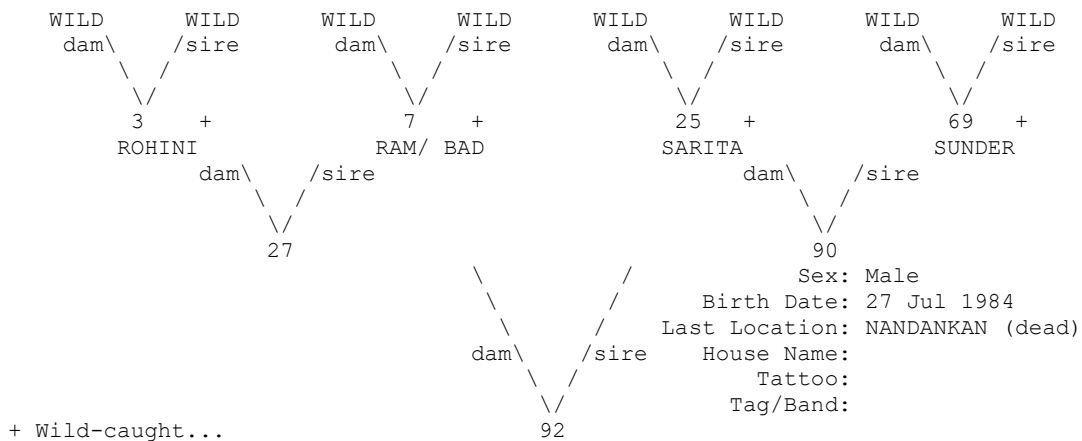 WILD WILD WILD WILD WILD WILD WILD WILD
dam\ /sire dam\ /sire dam\ /sire dam\ /sire
\ / \ / \ / \ /
\/ \/ \/ \/
3 + 7 + 25 + 69 +
ROHINI RAM/ BAD SARITA SUNDER
dam\ /sire dam\ /sire
\ / \ /
\/ \/
27 90
\ / Sex: Male
\ / Birth Date: 27 Jul 1984
\ / Last Location: NANDANKAN (dead)
dam\ /sire House Name:
\ / Tattoo:
\/ Tag/Band:
+ Wild-caught... 92